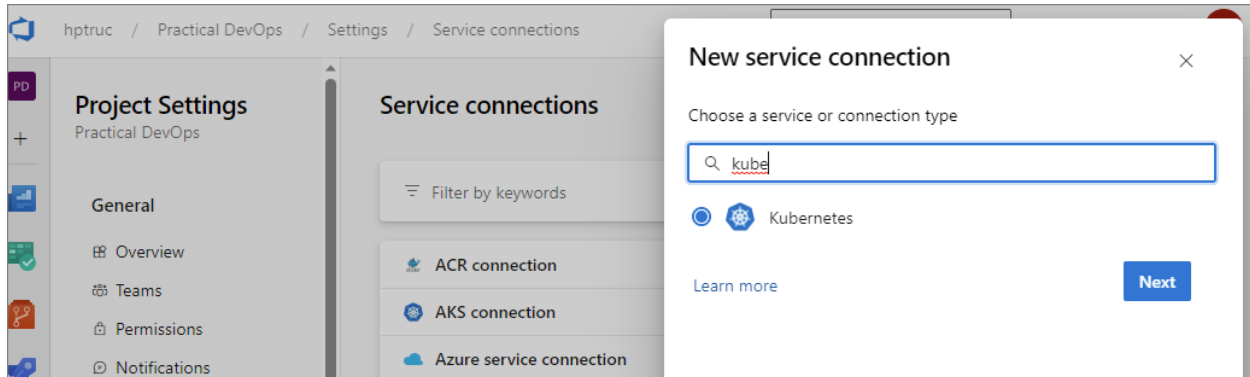 hptruc / Practical DevOps / Settings / Service connections
PD
Project Settings
Practical DevOps
General
Overview
Teams
Permissions
Notifications
Service connections
Filter by keywords
ACR connection
AKS connection
Azure service connection
New service connection
Choose a service or connection type
kube
Kubernetes
Learn more
Next